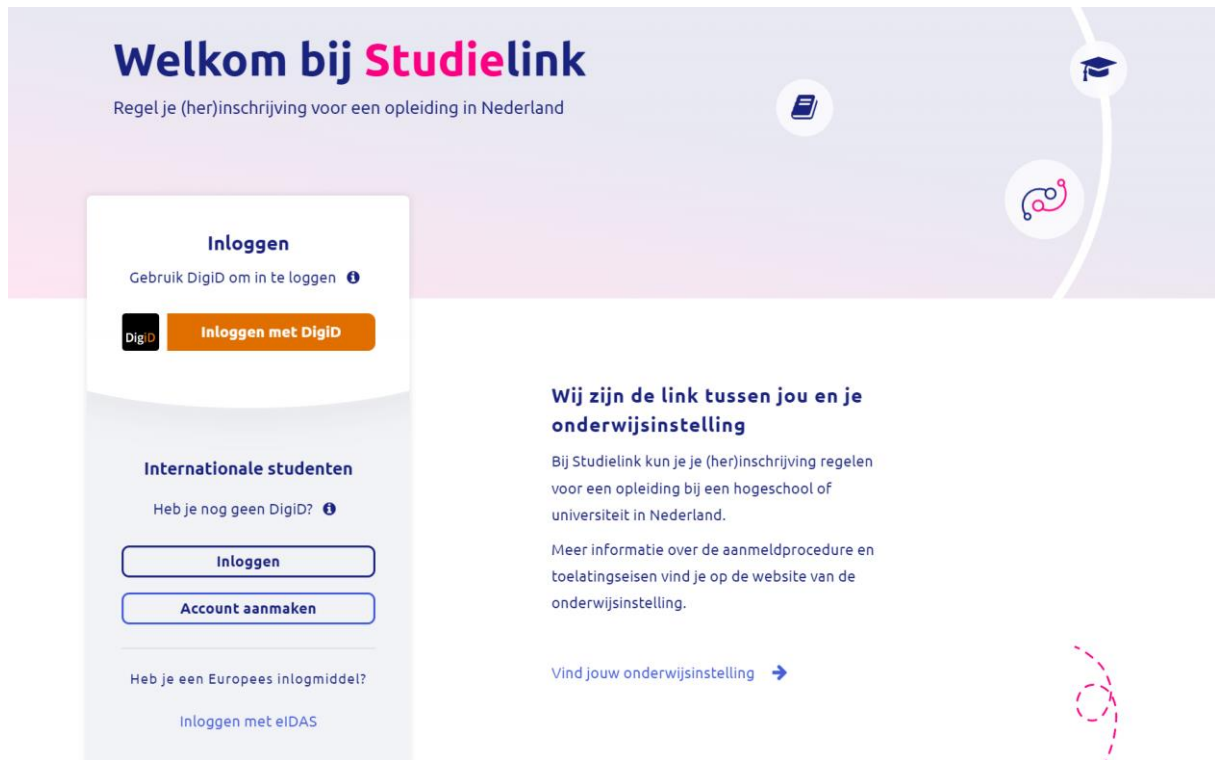 Welkom bij Studielink
Regel je (her)inschrijving voor een opleiding in Nederland
Inloggen
Gebruik DigiD om in te loggen
DigiD
Inloggen met DigiD
Internationale studenten
Heb je nog geen DigiD?
Inloggen
Account aanmaken
Heb je een Europees inlogmiddel?
Inloggen met eIDAS
Wij zijn de link tussen jou en je
onderwijsinstelling
Bij Studielink kun je je (her)inschrijving regelen
voor een opleiding bij een hogeschool of
universiteit in Nederland.
Meer informatie over de aanmeldprocedure en
toelatingseisen vind je op de website van de
onderwijsinstelling.
Vind jouw onderwijsinstelling